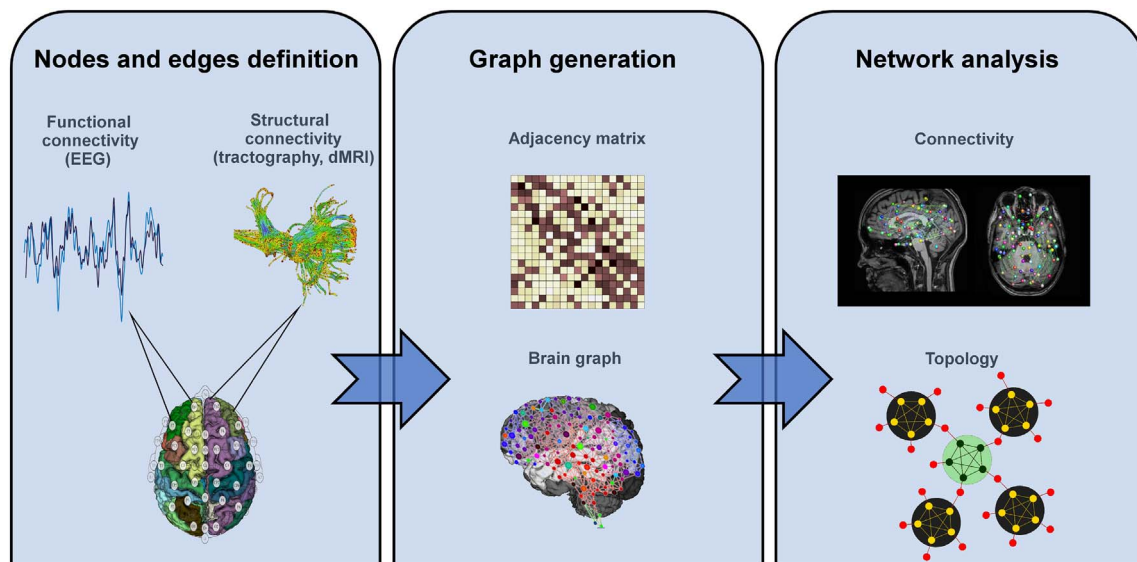 Nodes and edges definition
Functional
connectivity
(EEG)
Structural
connectivity
(tractography, dMRI)
Graph generation
Adjacency matrix
Brain graph
Network analysis
Connectivity
Topology